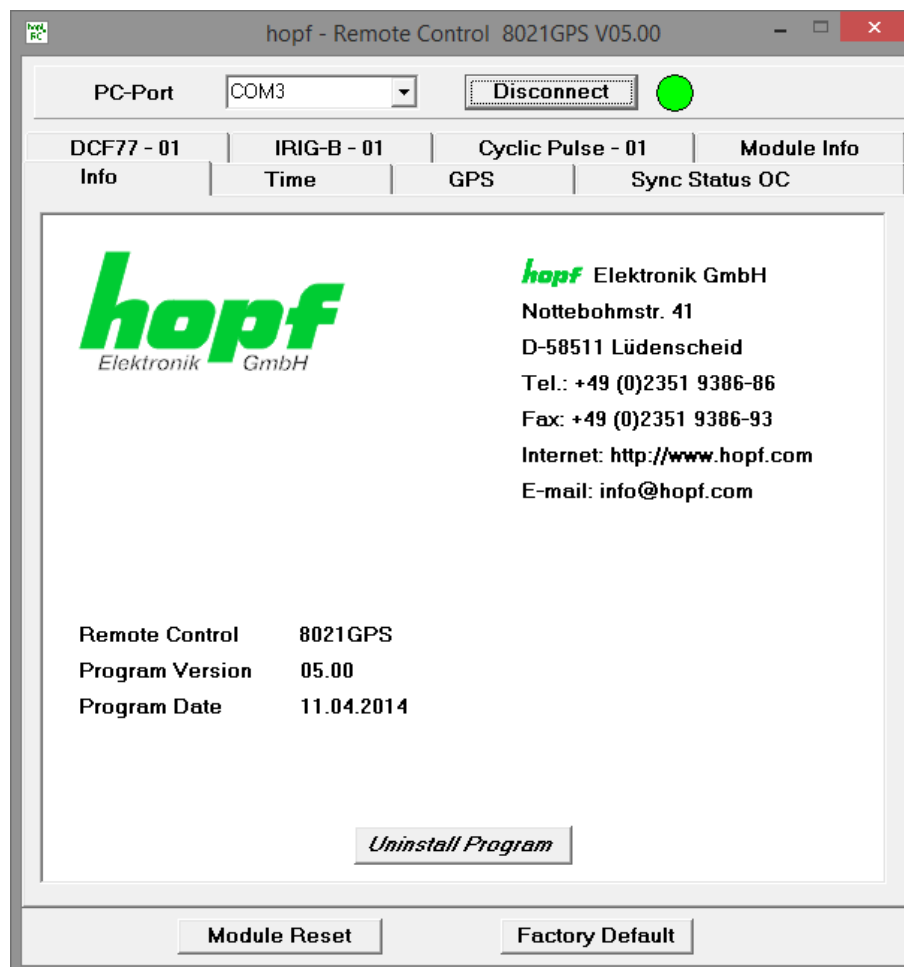 hopf RC
hopf - Remote Control 8021GPS V05.00
PC-Port COM3 Disconnect
DCF77 - 01 IRIG-B - 01 Cyclic Pulse - 01 Module Info
Info Time GPS Sync Status OC
hopf
Elektronik GmbH
hopf Elektronik GmbH
Nottebohmstr. 41
D-58511 Lüdenscheid
Tel.: +49 (0)2351 9386-86
Fax: +49 (0)2351 9386-93
Internet: http://www.hopf.com
E-mail: info@hopf.com
Remote Control 8021GPS
Program Version 05.00
Program Date 11.04.2014
Uninstall Program
Module Reset Factory Default